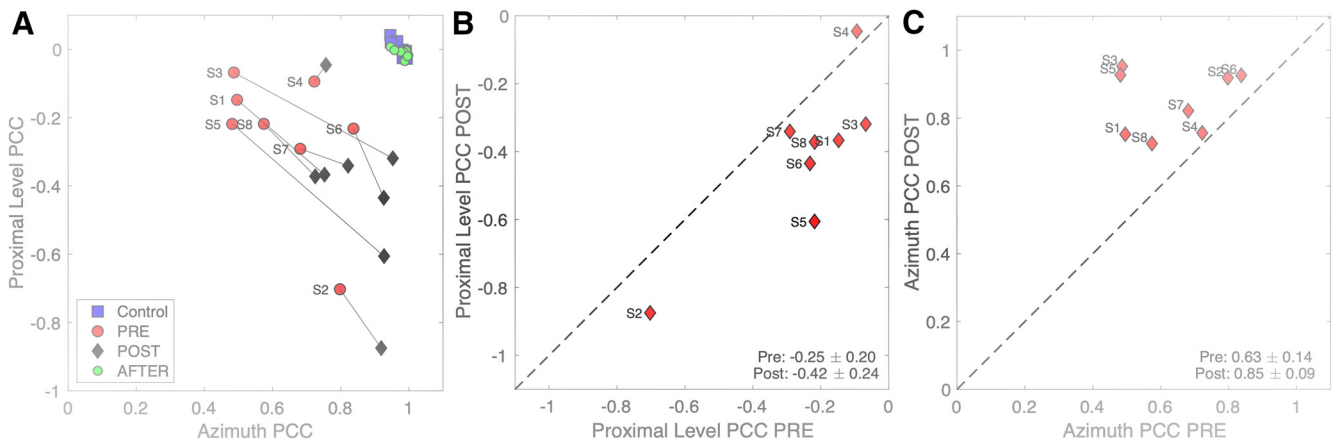 A
Proximal Level PCC
0
-0.2
-0.4
-0.6
-0.8
-1
S3
S4
S1
S5
S8
S6
S7
S2
Control
PRE
POST
AFTER
0
0.2
0.4
0.6
0.8
1
Azimuth PCC
B
Proximal Level PCC POST
0
-0.2
-0.4
-0.6
-0.8
-1
S4
S7
S3
S8
S1
S6
S5
S2
Pre: -0.25 ± 0.20
Post: -0.42 ± 0.24
-1
-0.8
-0.6
-0.4
-0.2
0
Proximal Level PCC PRE
C
Azimuth PCC POST
1
0.8
0.6
0.4
0.2
0
S3
S5
S2
S6
S7
S1
S8
S4
Pre: 0.63 ± 0.14
Post: 0.85 ± 0.09
0
0.2
0.4
0.6
0.8
1
Azimuth PCC PRE